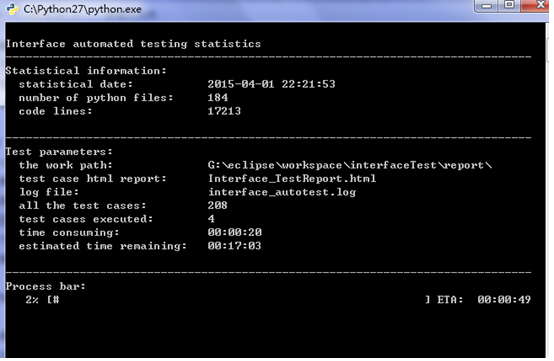 C:\Python27\python.exe
Interface automated testing statistics
Statistical information:
statistical date: 2015-04-01 22:21:53
number of python files: 184
code lines: 17213
Test parameters:
the work path: G:\eclipse\workspace\interfaceTest\report\
test case html report: Interface_TestReport.html
log file: interface_autotest.log
all the test cases: 208
test cases executed: 4
time consuming: 00:00:20
estimated time remaining: 00:17:03
Process bar:
2% [# ] ETA: 00:00:49